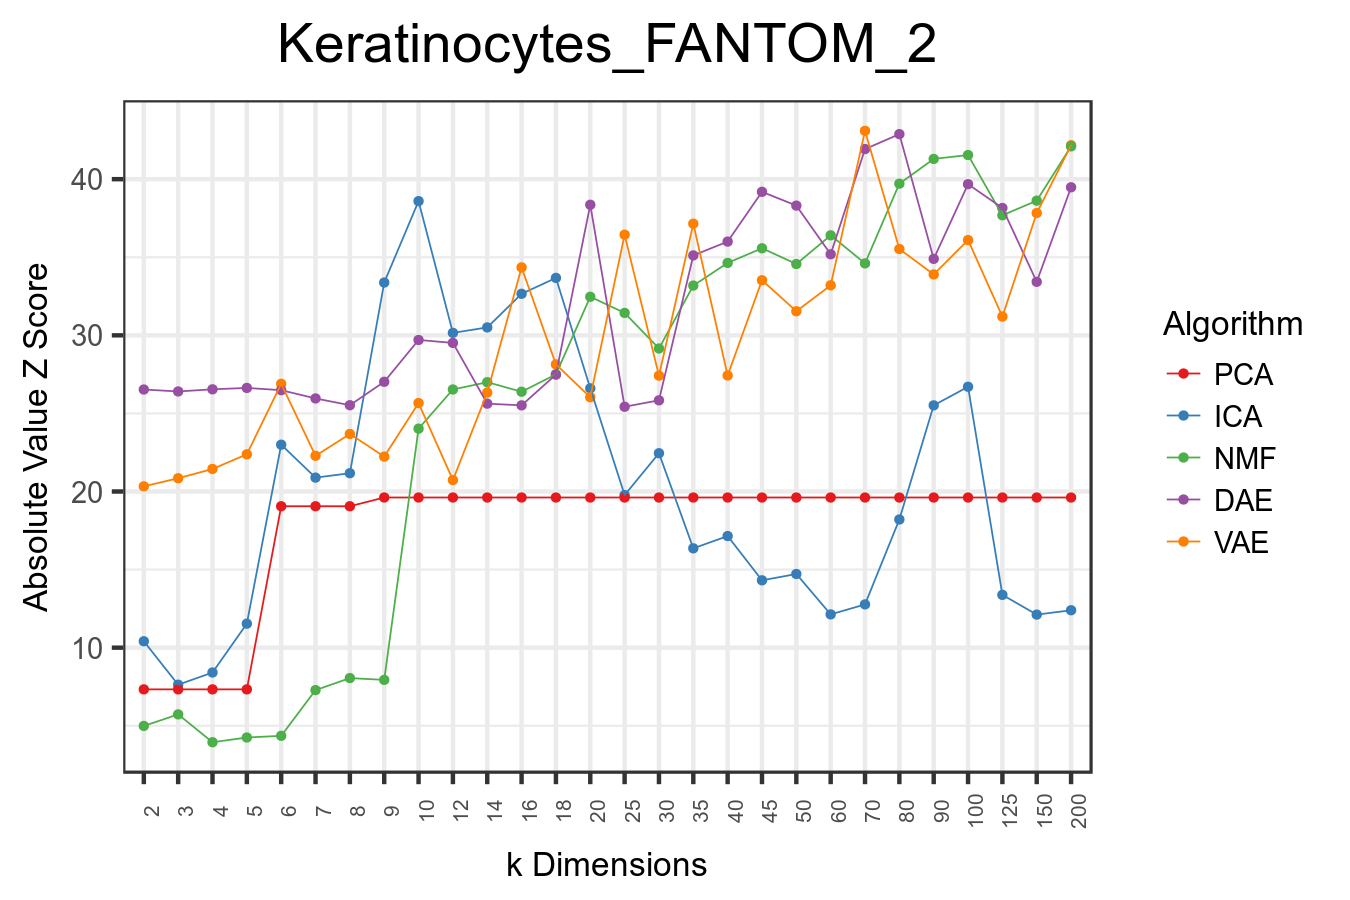 Keratinocytes_FANTOM_2
Absolute Value Z Score
40
30
20
10
2 3 4 5 6 7 8 9 10 12 14 16 18 20 25 30 35 40 45 50 60 70 80 90 100 125 150 200
k Dimensions
Algorithm
PCA
ICA
NMF
DAE
VAE